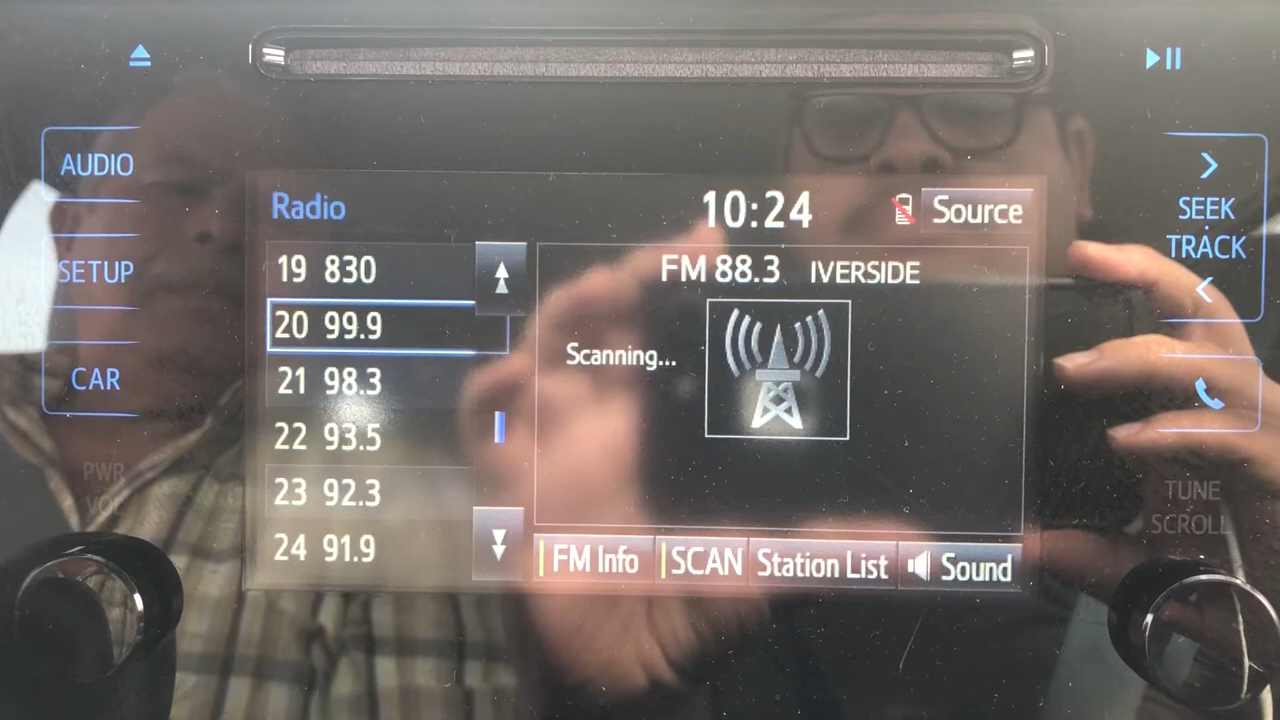 AUDIO
SETUP
CAR
PWR
VOL
Radio
10:24
Source
19 830
20 99.9
21 98.3
22 93.5
23 92.3
24 91.9
FM 88.3 IVERSIDE
Scanning...
FM Info
SCAN
Station List
Sound
SEEK
TRACK
TUNE
SCROLL